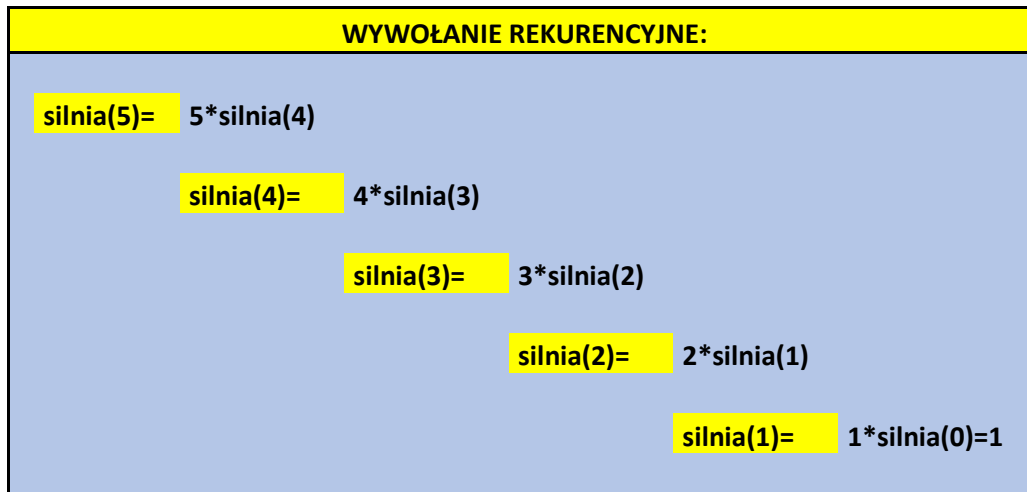 WYWOŁANIE REKURENCYJNE:
silnia(5)= 5*silnia(4)
silnia(4)= 4*silnia(3)
silnia(3)= 3*silnia(2)
silnia(2)= 2*silnia(1)
silnia(1)= 1*silnia(0)=1